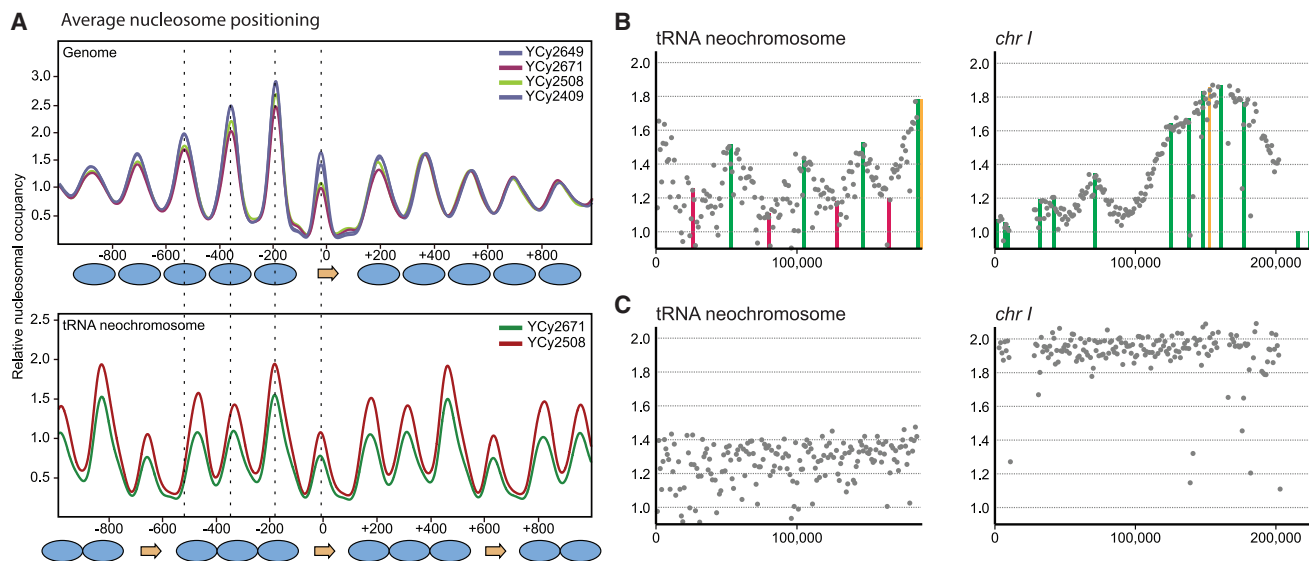 A
Average nucleosome positioning
Relative nucleosomal occupancy
Genome
YCy2649
YCy2671
YCy2508
YCy2409
3.0
2.5
2.0
1.5
1.0
0.5
-800 -600 -400 -200 0 +200 +400 +600 +800
tRNA neochromosome
YCy2671
YCy2508
2.5
2.0
1.5
1.0
0.5
-800 -600 -400 -200 0 +200 +400 +600 +800
B
tRNA neochromosome
2.0
1.8
1.6
1.4
1.2
1.0
0 100,000
chr I
2.0
1.8
1.6
1.4
1.2
1.0
0 100,000 200,000
C
tRNA neochromosome
2.0
1.8
1.6
1.4
1.2
1.0
0 100,000
chr I
2.0
1.8
1.6
1.4
1.2
1.0
0 100,000 200,000